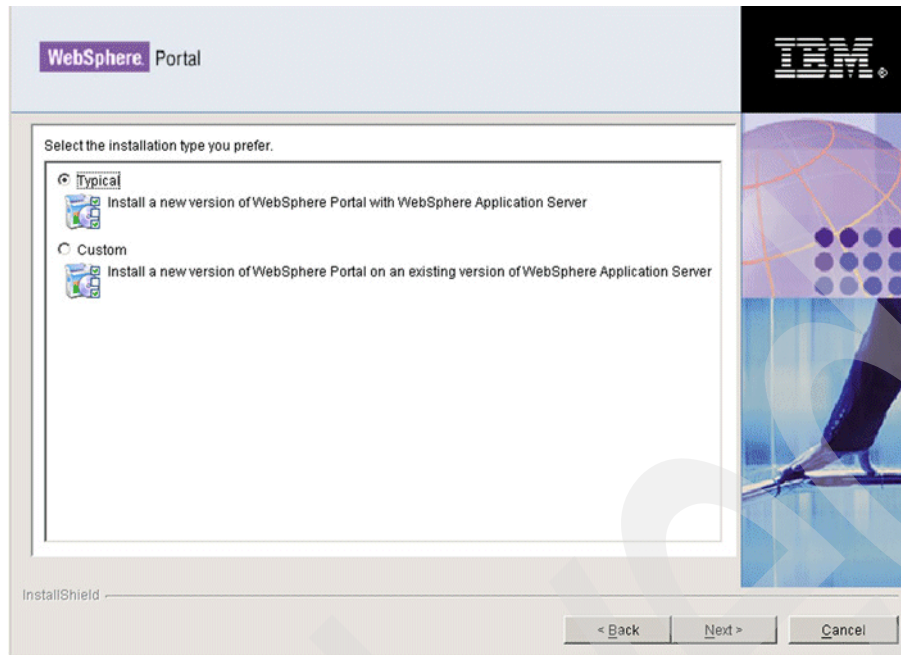 WebSphere. Portal
IBM
Select the installation type you prefer.
Typical
Install a new version of WebSphere Portal with WebSphere Application Server
Custom
Install a new version of WebSphere Portal on an existing version of WebSphere Application Server
InstallShield
< Back Next > Cancel